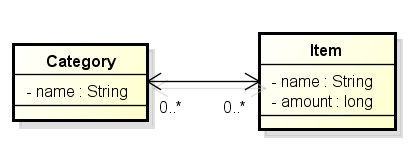 Category
- name : String
0..*
0..*
Item
- name : String
- amount : long